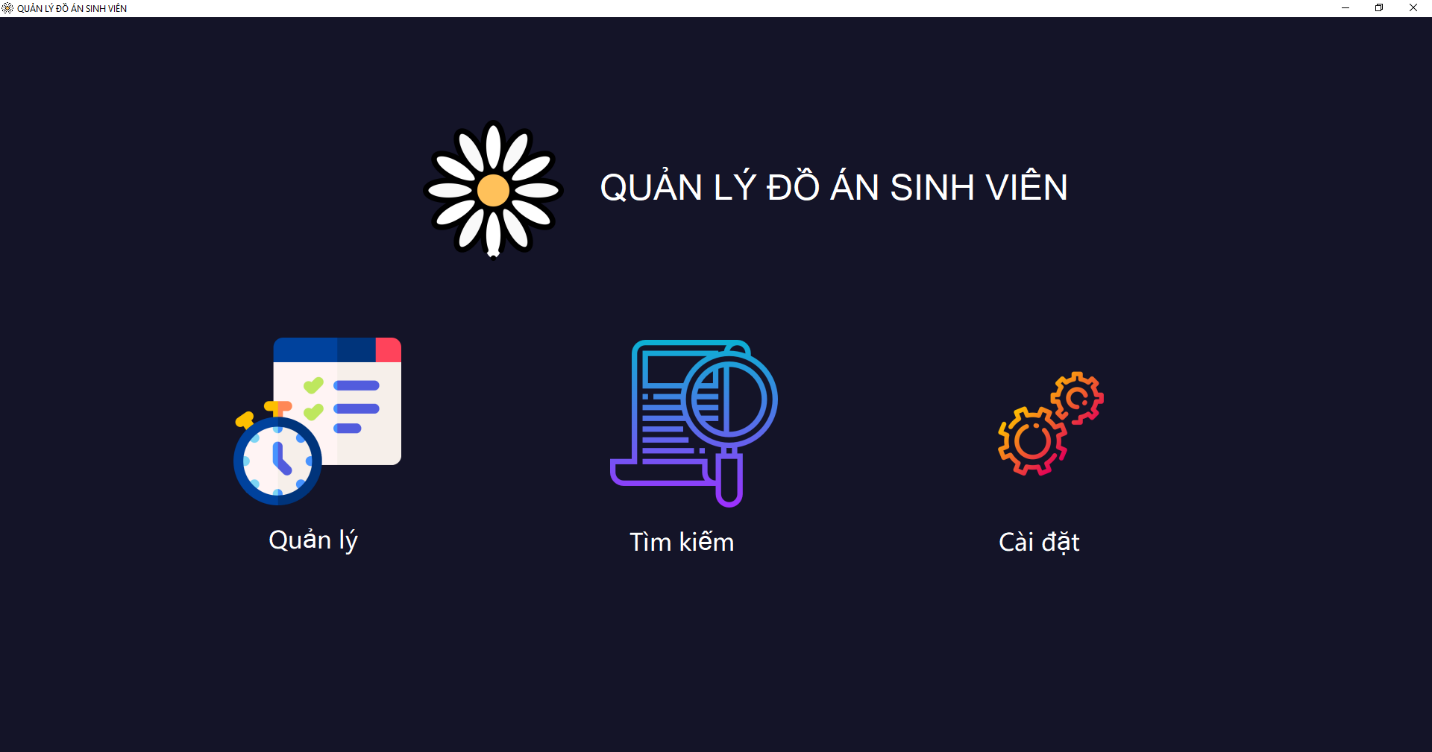 QUẢN LÝ ĐỒ ÁN SINH VIÊN
QUẢN LÝ ĐỒ ÁN SINH VIÊN
Quản lý
Tìm kiếm
Cài đặt